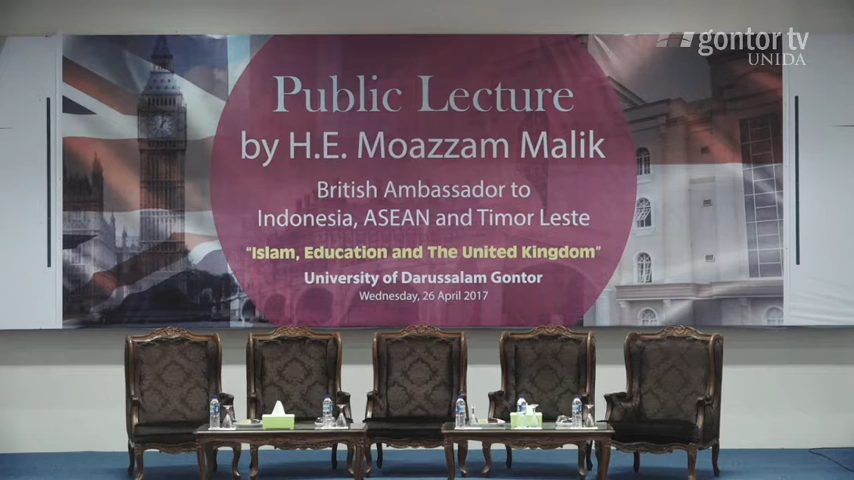 gontor tv
UNIDA
Public Lecture
by H.E. Moazzam Malik
British Ambassador to
Indonesia, ASEAN and Timor Leste
"Islam, Education and The United Kingdom"
University of Darussalam Gontor
Wednesday, 26 April 2017